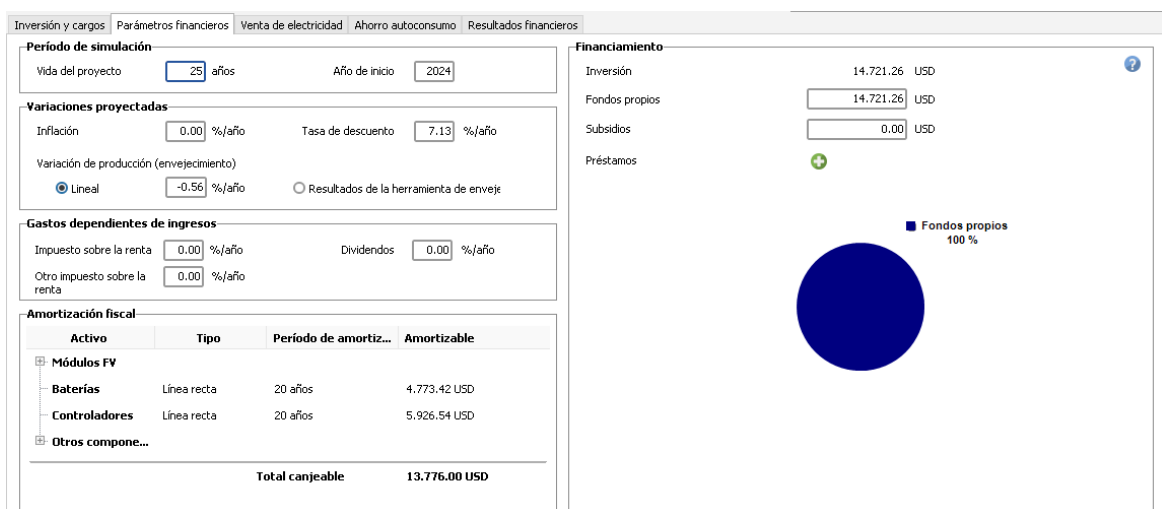 Inversión y cargos Parámetros financieros Venta de electricidad Ahorro autoconsumo Resultados financieros
Período de simulación
Vida del proyecto 25 años Año de inicio 2024
Variaciones proyectadas
Inflación 0.00 %/año Tasa de descuento 7.13 %/año
Variación de producción (envejecimiento)
Lineal -0.56 %/año Resultados de la herramienta de enveje
Gastos dependientes de ingresos
Impuesto sobre la renta 0.00 %/año Dividendos 0.00 %/año
Otro impuesto sobre la
renta 0.00 %/año
Amortización fiscal
Activo Tipo Período de amortiz... Amortizable
Módulos FV
Baterías Línea recta 20 años 4.773.42 USD
Controladores Línea recta 20 años 5.926.54 USD
Otros compone...
Total canjeable 13.776.00 USD
Financiamiento
Inversión 14.721.26 USD
Fondos propios 14.721.26 USD
Subsidios 0.00 USD
Préstamos
Fondos propios
100 %